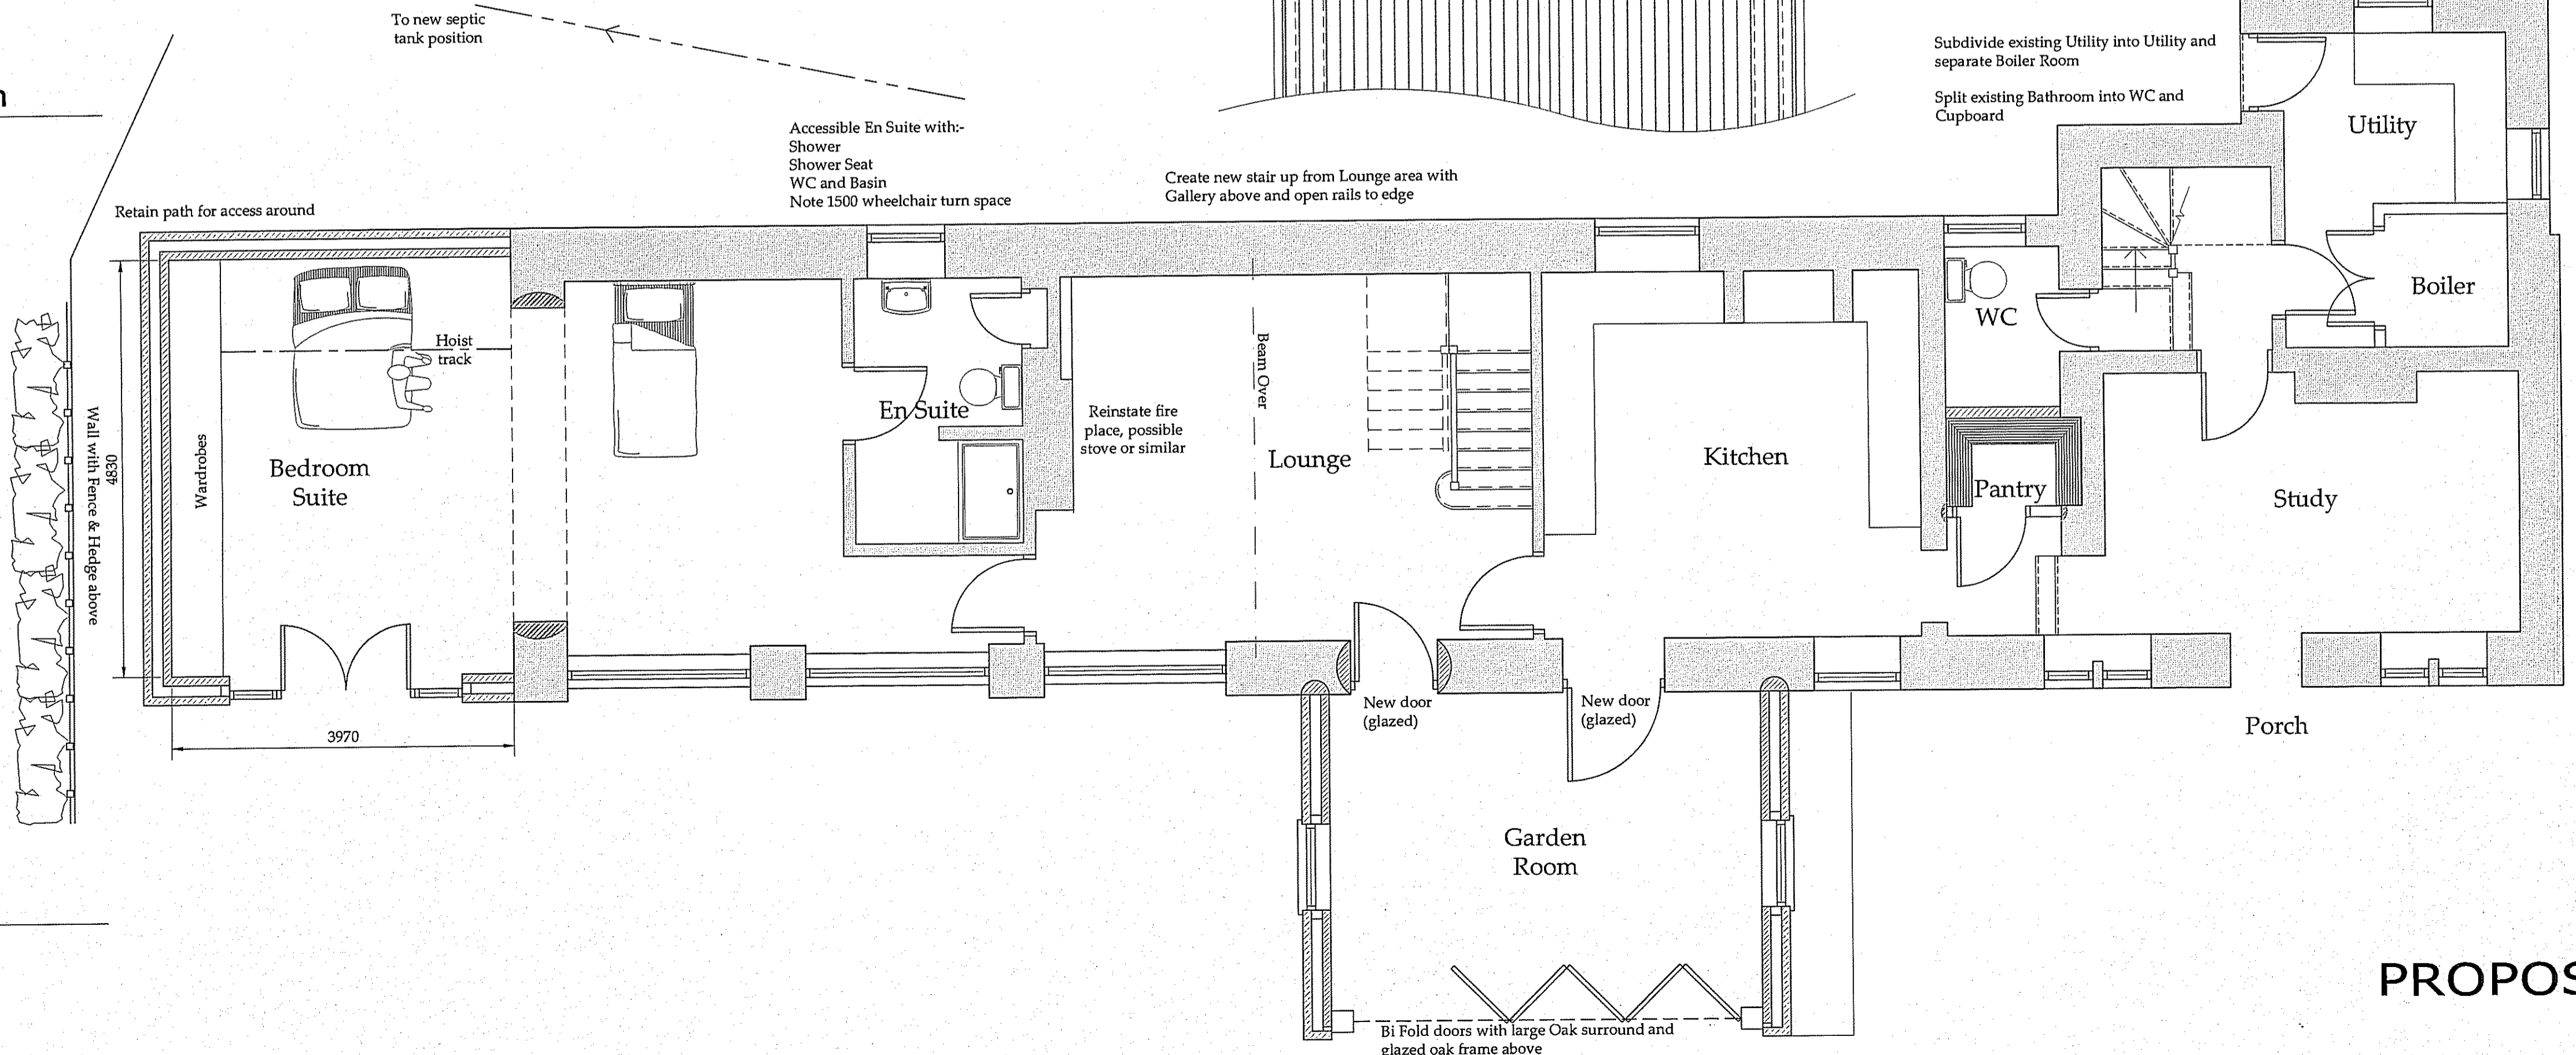 To new septic
tank position
Subdivide existing Utility into Utility and
separate Boiler Room
Split existing Bathroom into WC and
Cupboard
Accessible En Suite with:-
Shower
Shower Seat
WC and Basin
Note 1500 wheelchair turn space
Create new stair up from Lounge area with
Gallery above and open rails to edge
Retain path for access around
Utility
Boiler
WC
Hoist
track
Beam Over
En Suite
Reinstate fire
place, possible
stove or similar
Lounge
Kitchen
Pantry
Study
Wall with Fence & Hedge above
4830
Wardrobes
Bedroom
Suite
3970
New door
(glazed)
New door
(glazed)
Porch
Garden
Room
PROPOS
Bi Fold doors with large Oak surround and
glazed oak frame above